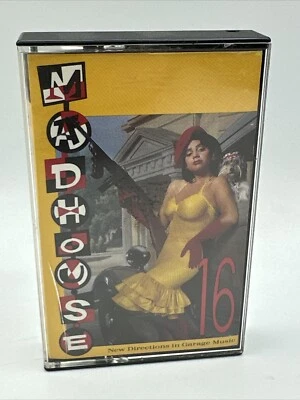 MADHOUSE
16
New Directions in Garage Music